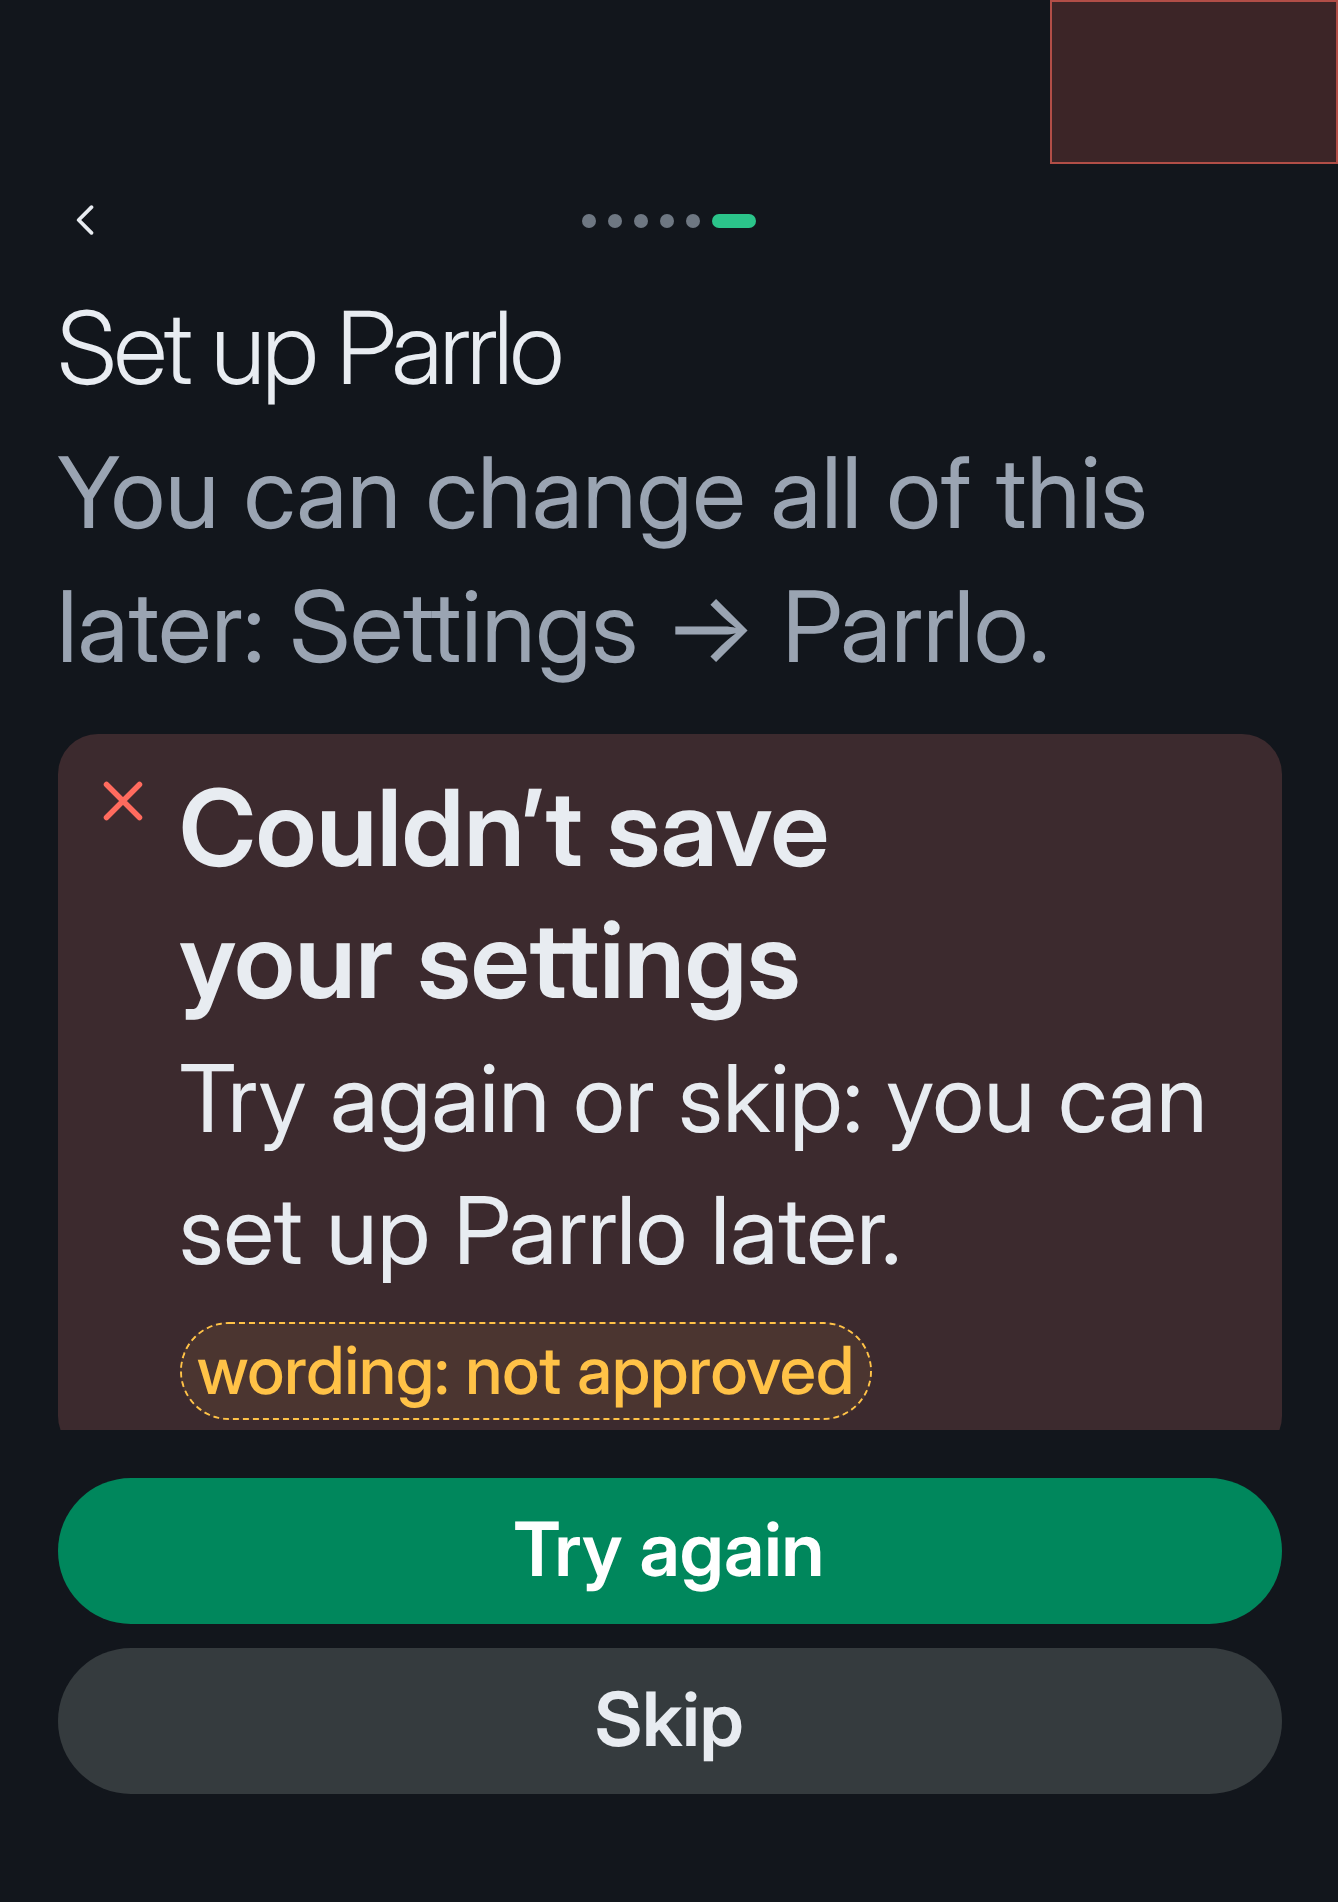 Set up Parrlo
You can change all of this
later: Settings → Parrlo.
Couldn’t save
your settings
Try again or skip: you can
set up Parrlo later.
wording: not approved
Try again
Skip